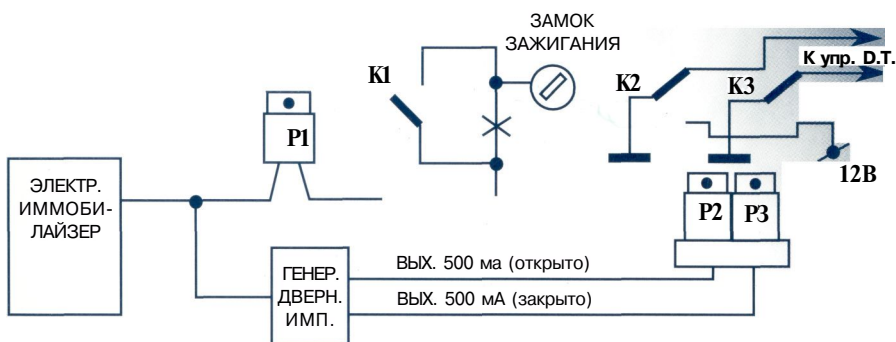 ЗАМОК
ЗАЖИГАНИЯ
К упр. D.T.
K1
K2
K3
P1
12В
ЭЛЕКТР.
ИММОБИ-
ЛАЙЗЕР
P2
P3
ГЕНЕР.
ДВЕРН.
ИМП.
ВЫХ. 500 ма (открыто)
ВЫХ. 500 мА (закрыто)